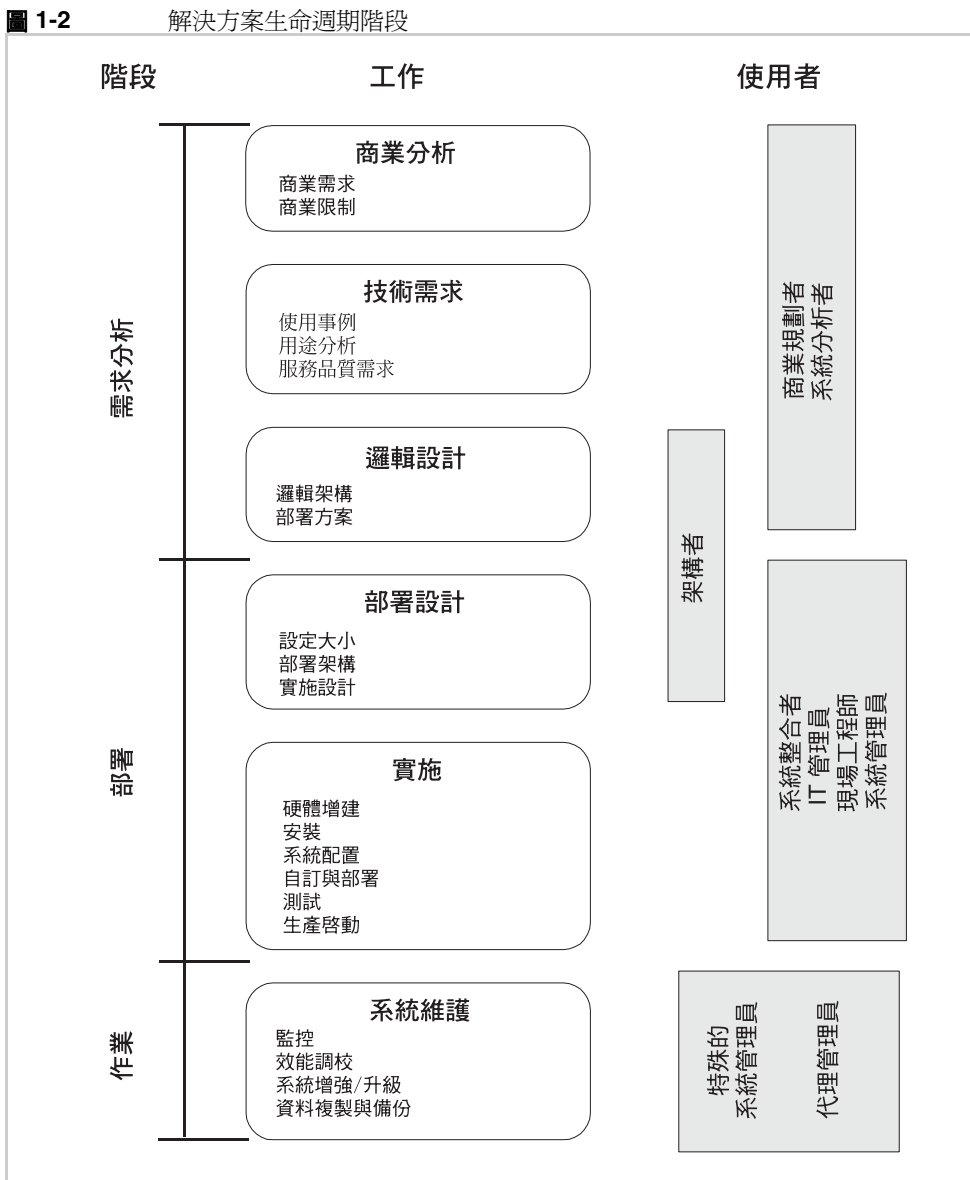 圖 1-2 解決方案生命週期階段
階段 工作 使用者
需求分析
商業分析
商業需求
商業限制
技術需求
使用事例
用途分析
服務品質需求
邏輯設計
邏輯架構
部署方案
商業規劃者
系統分析者
架構者
部署
部署設計
設定大小
部署架構
實施設計
實施
硬體增建
安裝
系統配置
自訂與部署
測試
生產啓動
系統整合者
IT 管理員
現場工程師
系統管理員
作業
系統維護
監控
效能調校
系統增強/升級
資料複製與備份
特殊的
系統管理員
代理管理員